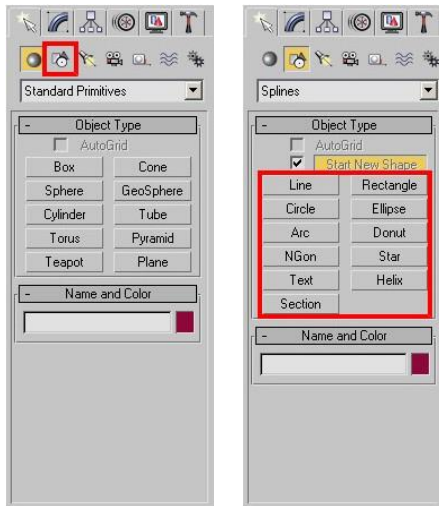 Standard Primitives
- Object Type
AutoGrid
Box Cone
Sphere GeoSphere
Cylinder Tube
Torus Pyramid
Teapot Plane
- Name and Color
Splines
- Object Type
AutoGrid
Start New Shape
Line Rectangle
Circle Ellipse
Arc Donut
NGon Star
Text Helix
Section
- Name and Color